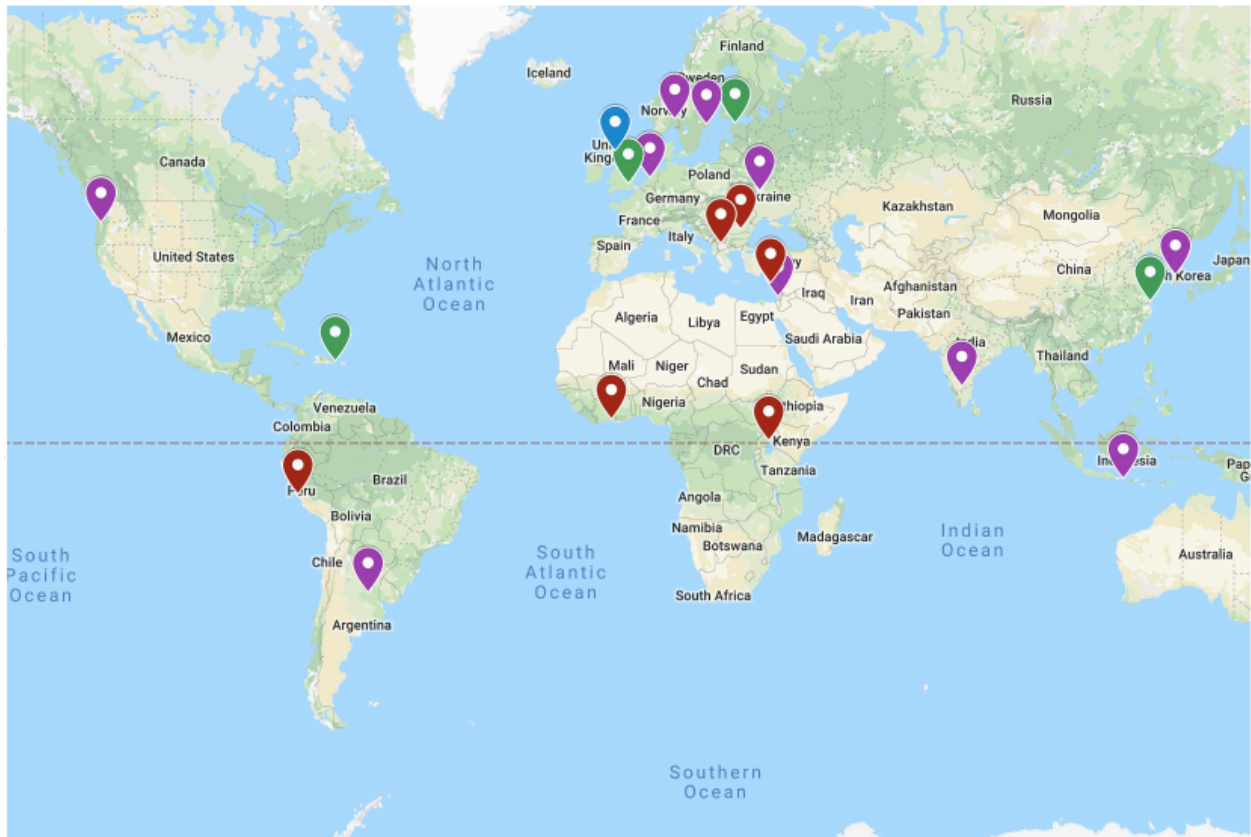 Finland
Iceland
Sweden
Norway
Russia
Canada
Poland
Germany
Ukraine
France
Kazakhstan
Mongolia
Italy
Spain
United States
North
Atlantic
Ocean
China
Japan
Iraq
Iran
Afghanistan
Pakistan
Algeria
Libya
Egypt
Saudi Arabia
Mexico
India
Thailand
Mali
Niger
Chad
Sudan
Venezuela
Nigeria
Colombia
DRC
Kenya
Tanzania
Brazil
Peru
Angola
Bolivia
Namibia
Botswana
Madagascar
Indian
Ocean
South
Pacific
Ocean
South
Atlantic
Ocean
Chile
Australia
South Africa
Argentina
Southern
Ocean